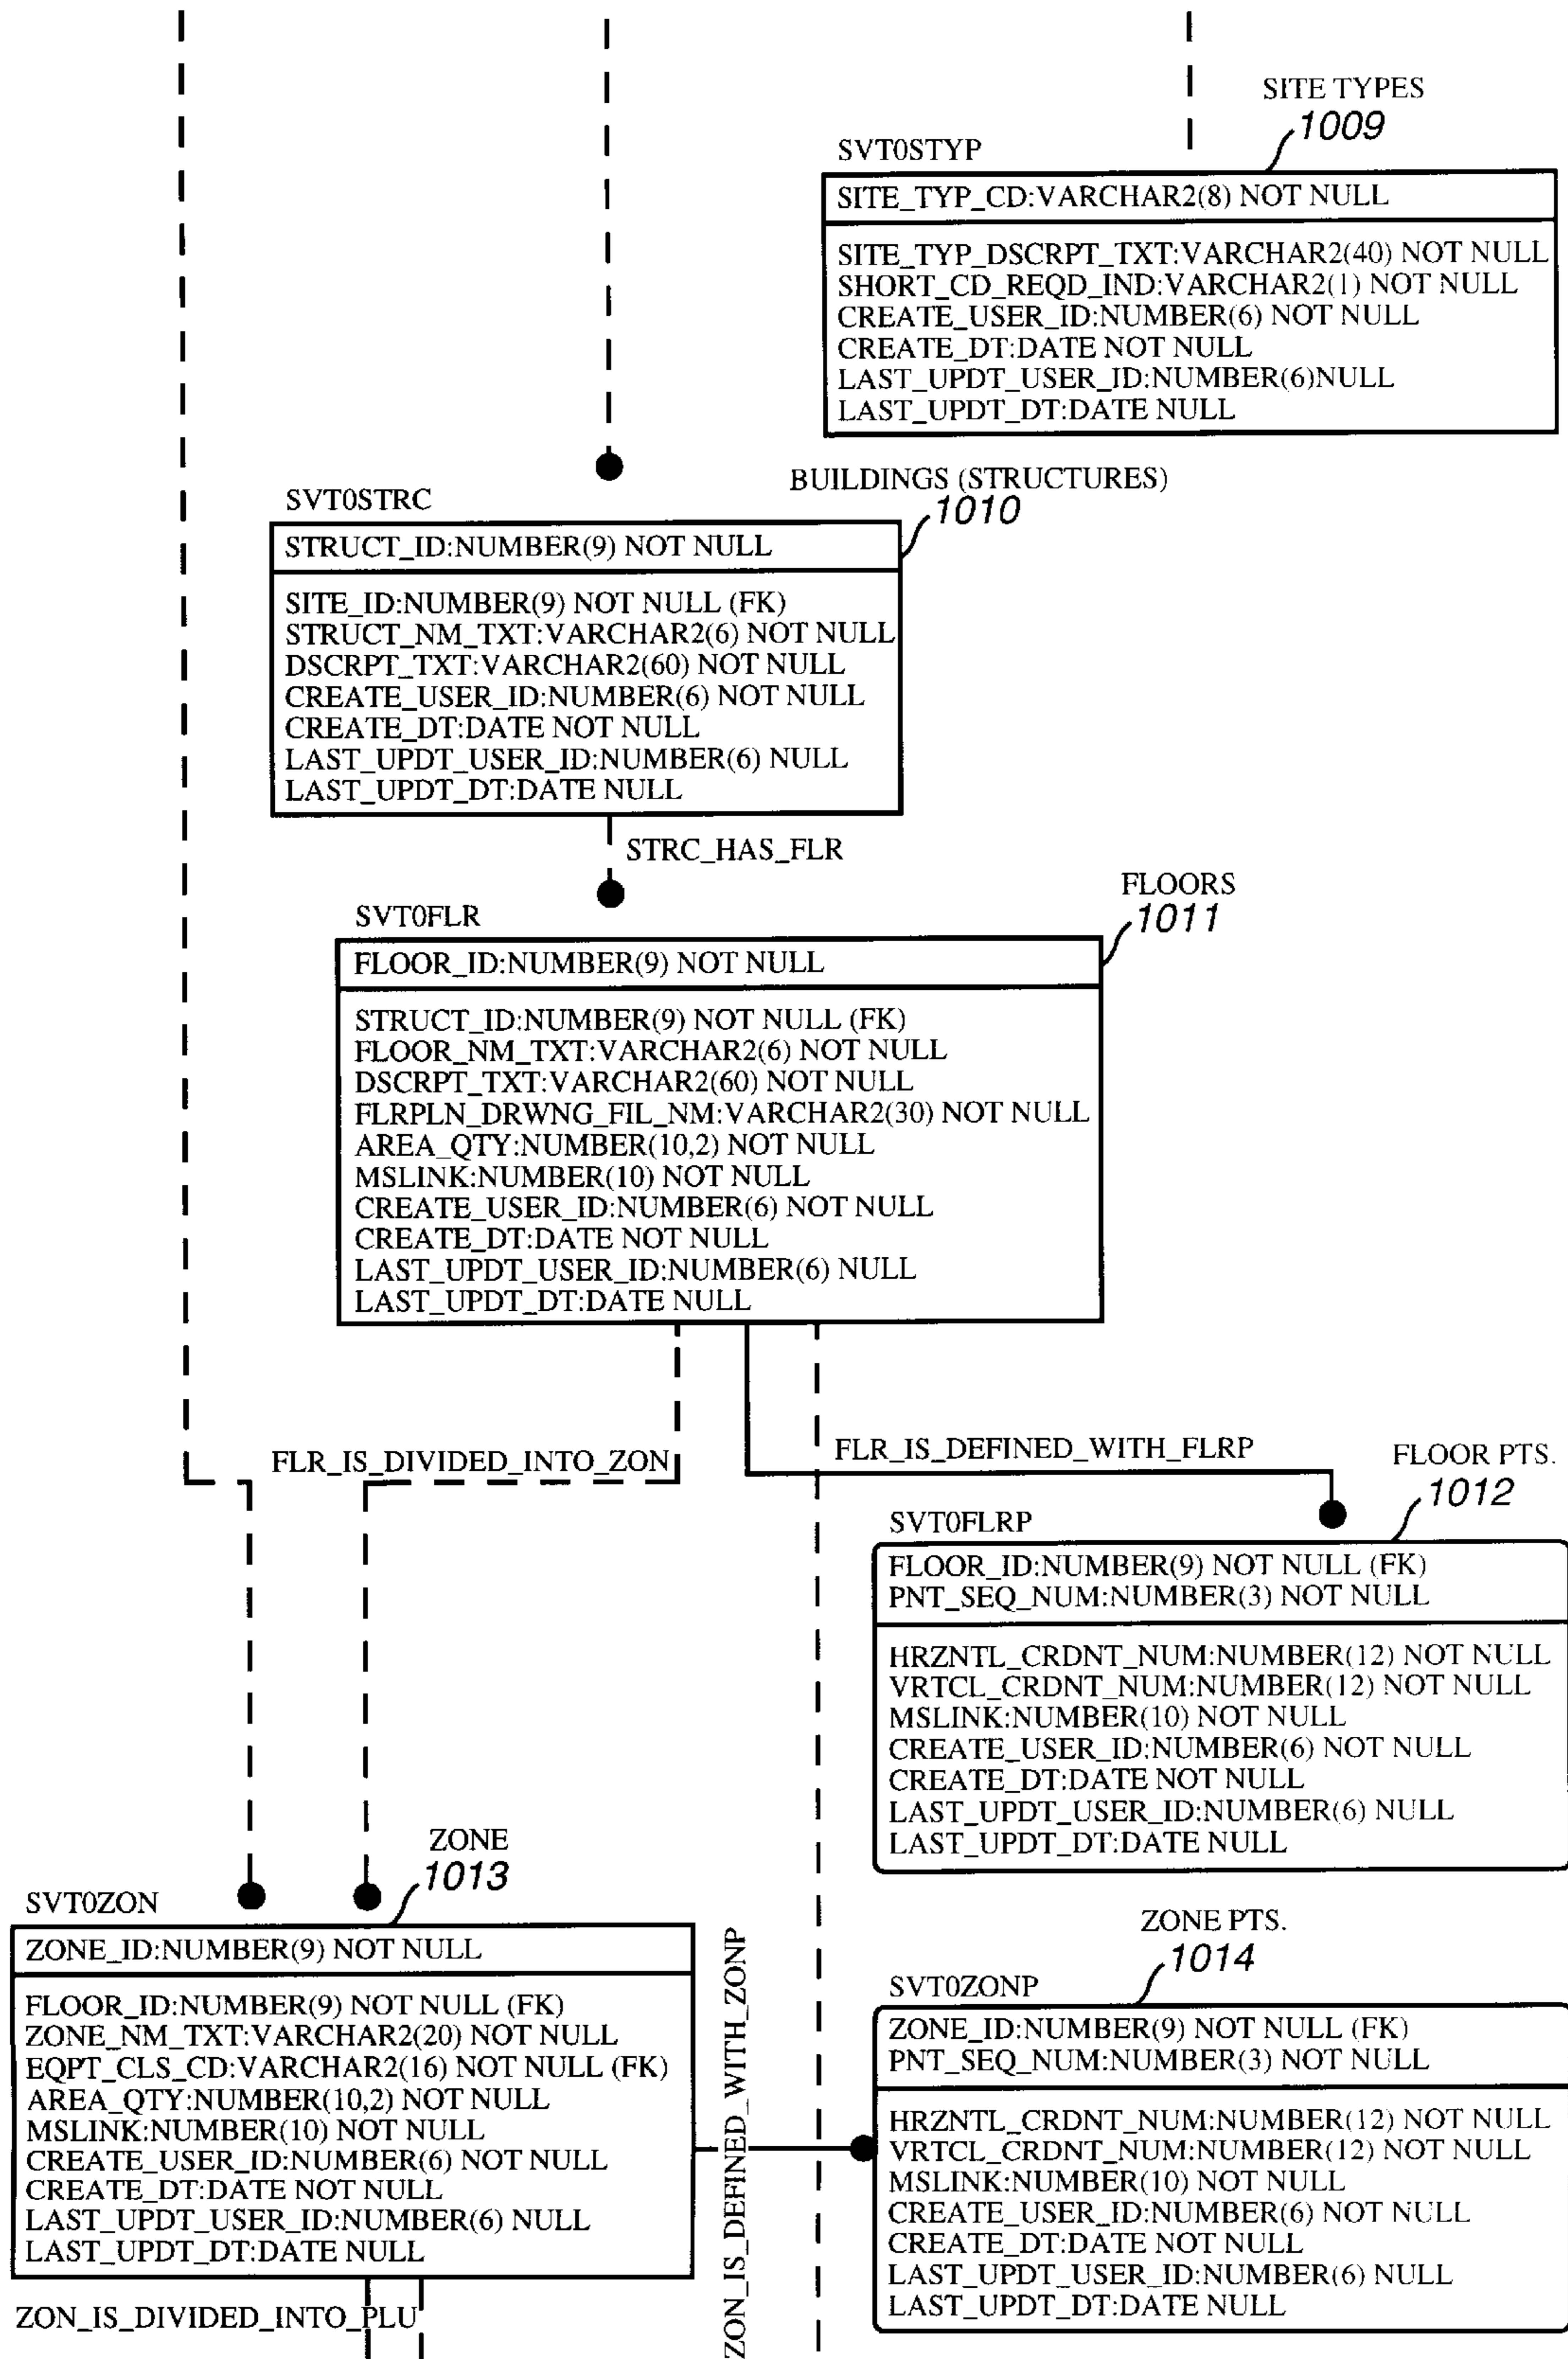 SITE TYPES
1009
SVT0STYP
SITE_TYP_CD:VARCHAR2(8) NOT NULL
SITE_TYP_DSCRPT_TXT:VARCHAR2(40) NOT NULL
SHORT_CD_REQD_IND:VARCHAR2(1) NOT NULL
CREATE_USER_ID:NUMBER(6) NOT NULL
CREATE_DT:DATE NOT NULL
LAST_UPDT_USER_ID:NUMBER(6)NULL
LAST_UPDT_DT:DATE NULL
BUILDINGS (STRUCTURES)
1010
SVT0STRC
STRUCT_ID:NUMBER(9) NOT NULL
SITE_ID:NUMBER(9) NOT NULL (FK)
STRUCT_NM_TXT:VARCHAR2(6) NOT NULL
DSCRPT_TXT:VARCHAR2(60) NOT NULL
CREATE_USER_ID:NUMBER(6) NOT NULL
CREATE_DT:DATE NOT NULL
LAST_UPDT_USER_ID:NUMBER(6) NULL
LAST_UPDT_DT:DATE NULL
STRC_HAS_FLR
FLOORS
1011
SVT0FLR
FLOOR_ID:NUMBER(9) NOT NULL
STRUCT_ID:NUMBER(9) NOT NULL (FK)
FLOOR_NM_TXT:VARCHAR2(6) NOT NULL
DSCRPT_TXT:VARCHAR2(60) NOT NULL
FLRPLN_DRWNG_FIL_NM:VARCHAR2(30) NOT NULL
AREA_QTY:NUMBER(10,2) NOT NULL
MSLINK:NUMBER(10) NOT NULL
CREATE_USER_ID:NUMBER(6) NOT NULL
CREATE_DT:DATE NOT NULL
LAST_UPDT_USER_ID:NUMBER(6) NULL
LAST_UPDT_DT:DATE NULL
FLR_IS_DIVIDED_INTO_ZON
FLR_IS_DEFINED_WITH_FLRP
FLOOR PTS.
1012
SVT0FLRP
FLOOR_ID:NUMBER(9) NOT NULL (FK)
PNT_SEQ_NUM:NUMBER(3) NOT NULL
HRZNTL_CRDNT_NUM:NUMBER(12) NOT NULL
VRTCL_CRDNT_NUM:NUMBER(12) NOT NULL
MSLINK:NUMBER(10) NOT NULL
CREATE_USER_ID:NUMBER(6) NOT NULL
CREATE_DT:DATE NOT NULL
LAST_UPDT_USER_ID:NUMBER(6) NULL
LAST_UPDT_DT:DATE NULL
ZONE
1013
SVT0ZON
ZONE_ID:NUMBER(9) NOT NULL
FLOOR_ID:NUMBER(9) NOT NULL (FK)
ZONE_NM_TXT:VARCHAR2(20) NOT NULL
EQPT_CLS_CD:VARCHAR2(16) NOT NULL (FK)
AREA_QTY:NUMBER(10,2) NOT NULL
MSLINK:NUMBER(10) NOT NULL
CREATE_USER_ID:NUMBER(6) NOT NULL
CREATE_DT:DATE NOT NULL
LAST_UPDT_USER_ID:NUMBER(6) NULL
LAST_UPDT_DT:DATE NULL
ZON_IS_DIVIDED_INTO_PLU
ZON_IS_DEFINED_WITH_ZONP
ZONE PTS.
1014
SVT0ZONP
ZONE_ID:NUMBER(9) NOT NULL (FK)
PNT_SEQ_NUM:NUMBER(3) NOT NULL
HRZNTL_CRDNT_NUM:NUMBER(12) NOT NULL
VRTCL_CRDNT_NUM:NUMBER(12) NOT NULL
MSLINK:NUMBER(10) NOT NULL
CREATE_USER_ID:NUMBER(6) NOT NULL
CREATE_DT:DATE NOT NULL
LAST_UPDT_USER_ID:NUMBER(6) NULL
LAST_UPDT_DT:DATE NULL